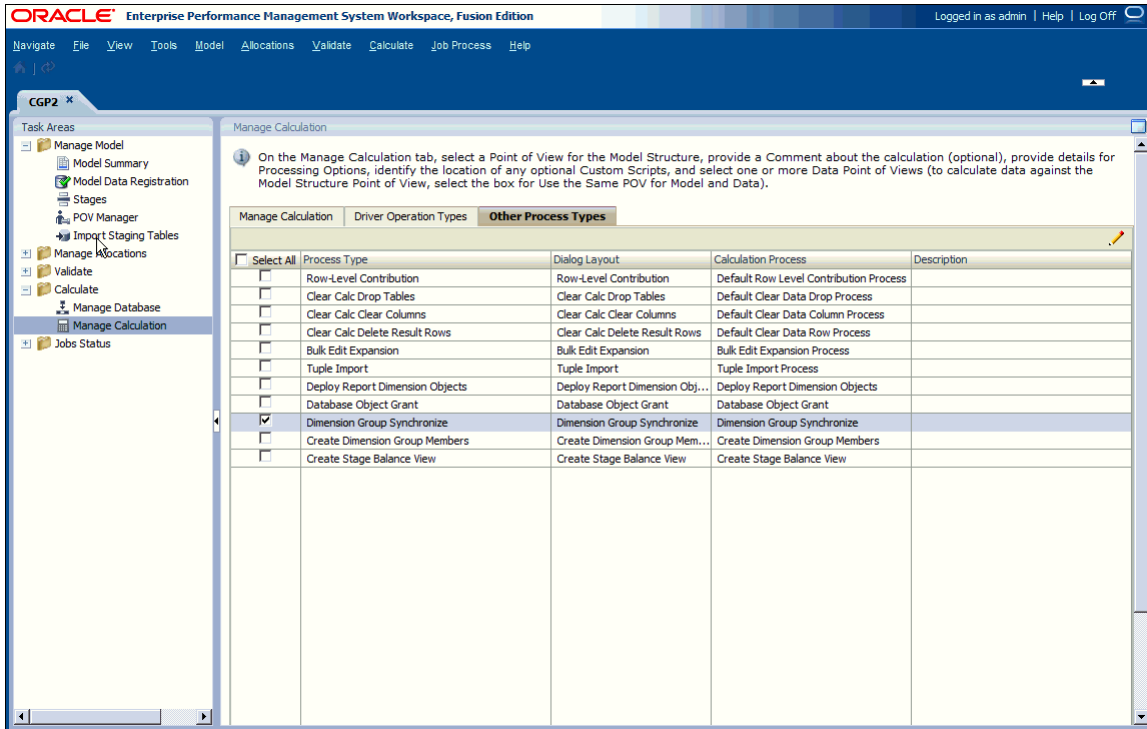 ORACLE Enterprise Performance Management System Workspace, Fusion Edition Logged in as admin | Help | Log Off
Navigate File View Tools Model Allocations Validate Calculate Job Process Help
CGP2 ×
Task Areas
Manage Model
Model Summary
Model Data Registration
Stages
POV Manager
Import Staging Tables
Manage Allocations
Validate
Calculate
Manage Database
Manage Calculation
Jobs Status
Manage Calculation
On the Manage Calculation tab, select a Point of View for the Model Structure, provide a Comment about the calculation (optional), provide details for
Processing Options, identify the location of any optional Custom Scripts, and select one or more Data Point of Views (to calculate data against the
Model Structure Point of View, select the box for Use the Same POV for Model and Data).
Manage Calculation Driver Operation Types Other Process Types
Select All Process Type Dialog Layout Calculation Process Description
Row-Level Contribution Row-Level Contribution Default Row Level Contribution Process
Clear Calc Drop Tables Clear Calc Drop Tables Default Clear Data Drop Process
Clear Calc Clear Columns Clear Calc Clear Columns Default Clear Data Column Process
Clear Calc Delete Result Rows Clear Calc Delete Result Rows Default Clear Data Row Process
Bulk Edit Expansion Bulk Edit Expansion Bulk Edit Expansion Process
Tuple Import Tuple Import Tuple Import Process
Deploy Report Dimension Objects Deploy Report Dimension Obj... Deploy Report Dimension Objects
Database Object Grant Database Object Grant Database Object Grant
Dimension Group Synchronize Dimension Group Synchronize Dimension Group Synchronize
Create Dimension Group Members Create Dimension Group Mem... Create Dimension Group Members
Create Stage Balance View Create Stage Balance View Create Stage Balance View